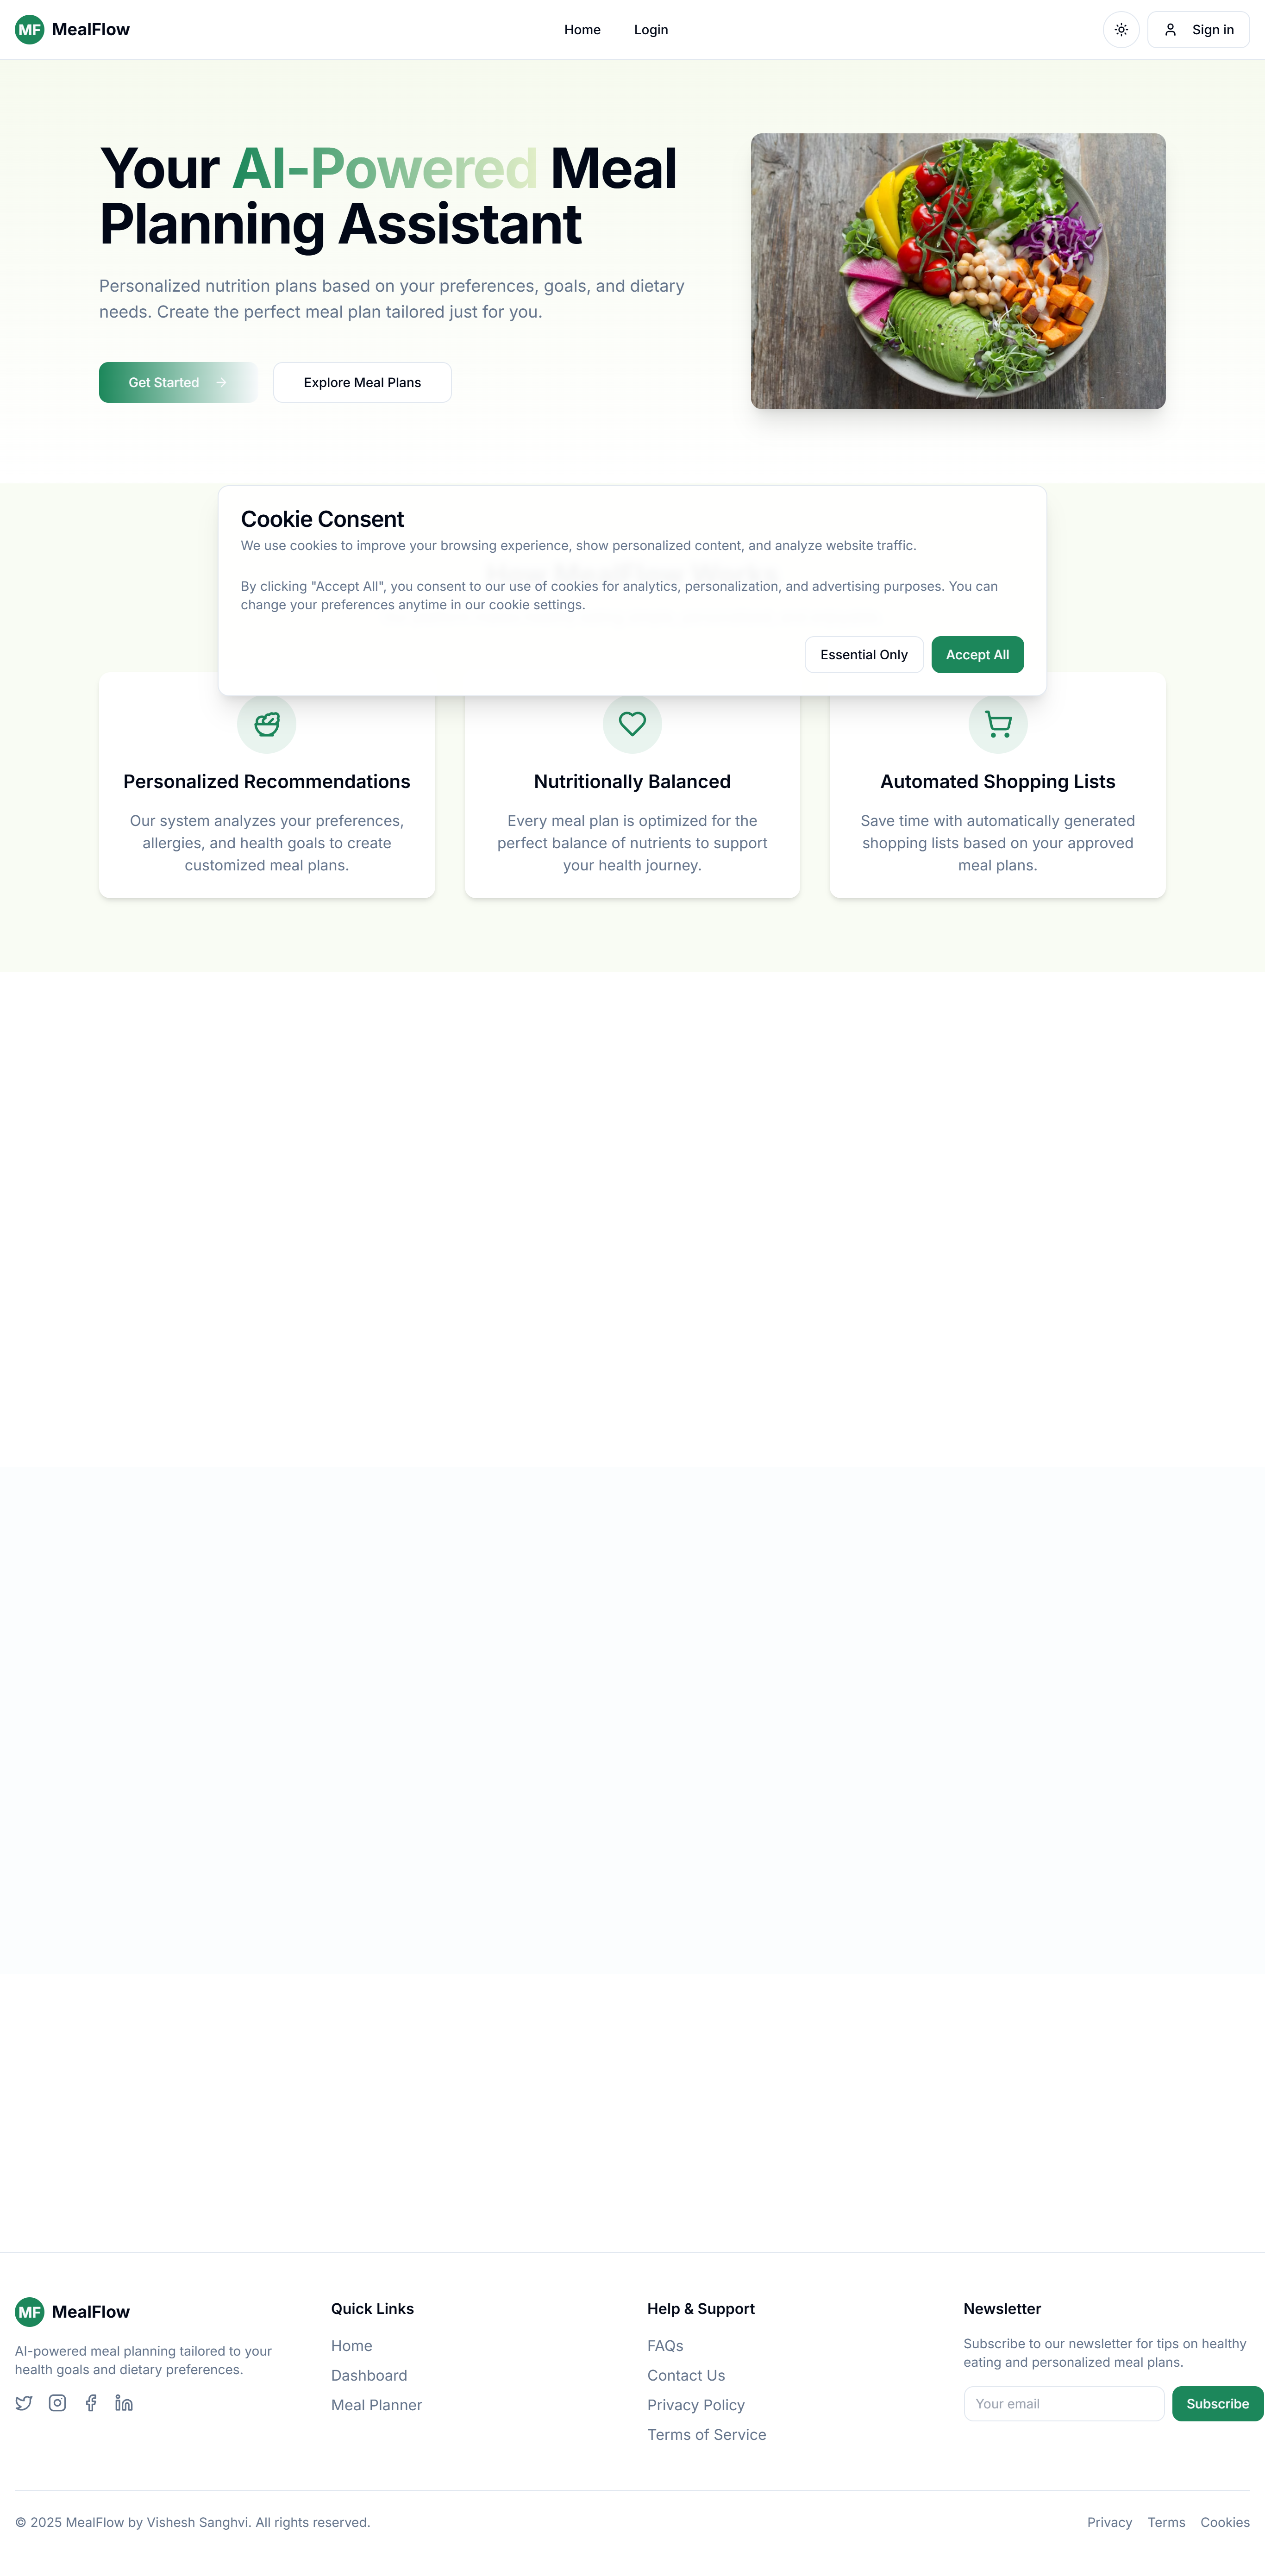 MF MealFlow
Home
Login
Sign in
Your AI-Powered Meal
Planning Assistant
Personalized nutrition plans based on your preferences, goals, and dietary
needs. Create the perfect meal plan tailored just for you.
Get Started
Explore Meal Plans
Cookie Consent
We use cookies to improve your browsing experience, show personalized content, and analyze website traffic.
By clicking "Accept All", you consent to our use of cookies for analytics, personalization, and advertising purposes. You can
change your preferences anytime in our cookie settings.
Essential Only
Accept All
Personalized Recommendations
Our system analyzes your preferences,
allergies, and health goals to create
customized meal plans.
Nutritionally Balanced
Every meal plan is optimized for the
perfect balance of nutrients to support
your health journey.
Automated Shopping Lists
Save time with automatically generated
shopping lists based on your approved
meal plans.
MF MealFlow
AI-powered meal planning tailored to your
health goals and dietary preferences.
Quick Links
Home
Dashboard
Meal Planner
Help & Support
FAQs
Contact Us
Privacy Policy
Terms of Service
Newsletter
Subscribe to our newsletter for tips on healthy
eating and personalized meal plans.
Your email
Subscribe
© 2025 MealFlow by Vishesh Sanghvi. All rights reserved.
Privacy
Terms
Cookies